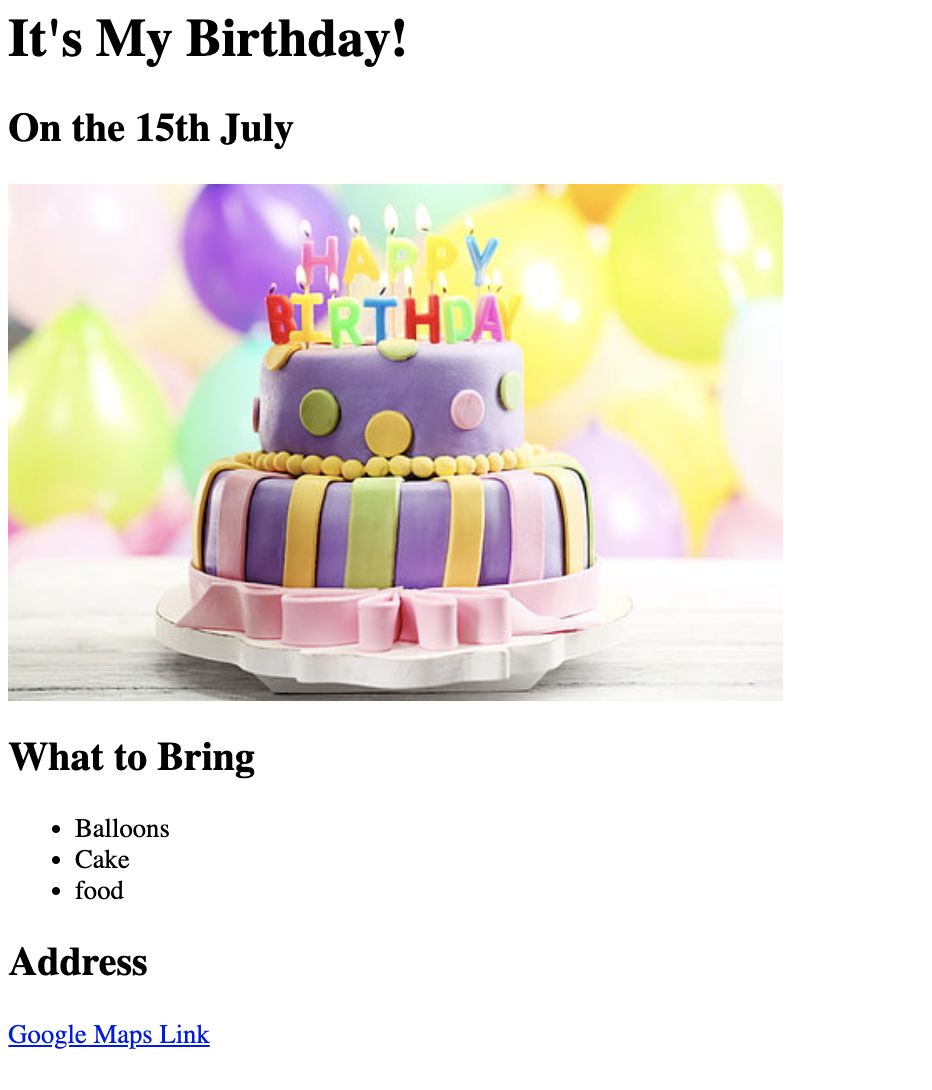 It's My Birthday!
On the 15th July
HAPPY
BIRTHDAY
What to Bring
Balloons
Cake
food
Address
Google Maps Link